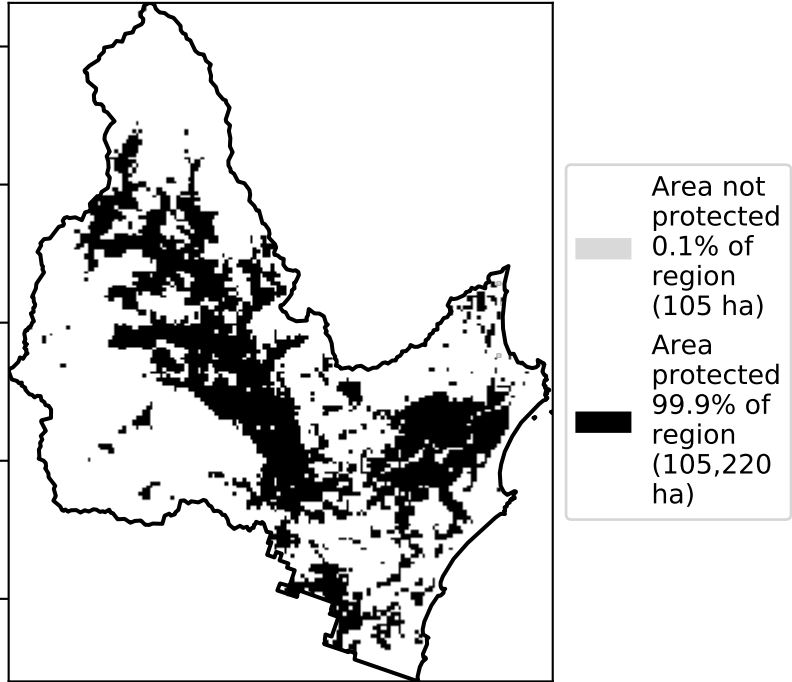 Area not
protected
0.1% of
region
(105 ha)
Area
protected
99.9% of
region
(105,220
ha)